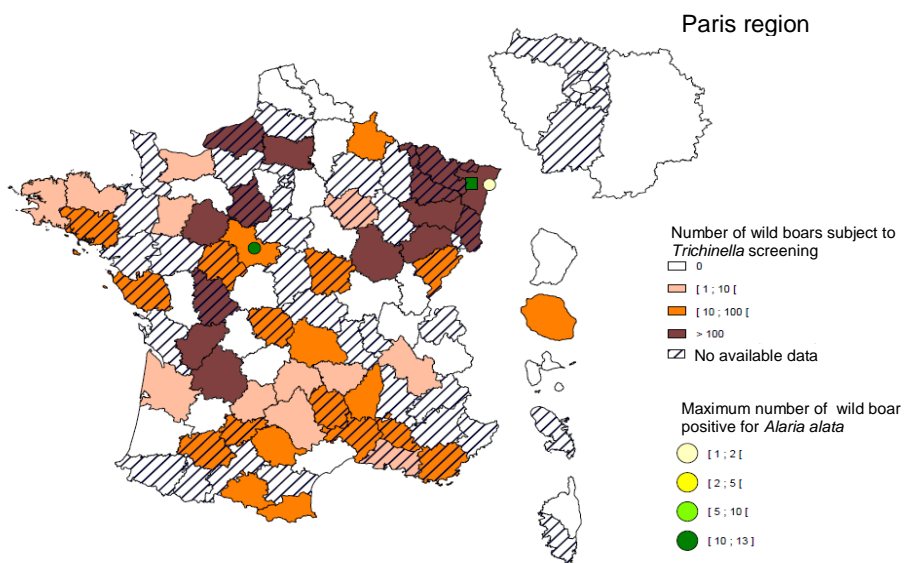 Paris region
Number of wild boars subject to
Trichinella screening
0
[ 1 ; 10 [
[ 10 ; 100 [
> 100
No available data
Maximum number of wild boar
positive for Alaria alata
[ 1 ; 2 [
[ 2 ; 5 [
[ 5 ; 10 [
[ 10 ; 13 ]